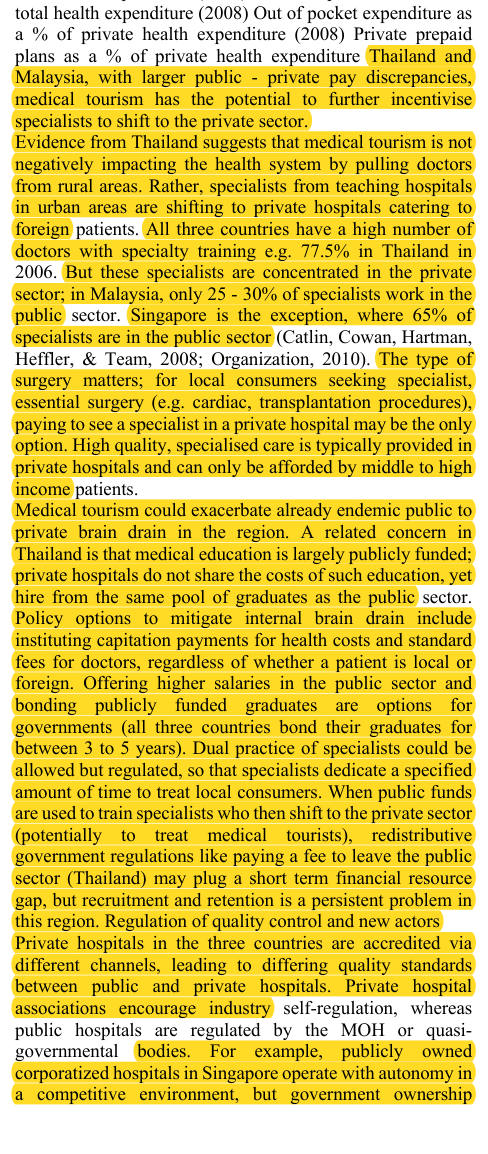 total health expenditure (2008) Out of pocket expenditure as
a % of private health expenditure (2008) Private prepaid
plans as a % of private health expenditure Thailand and
Malaysia, with larger public - private pay discrepancies,
medical tourism has the potential to further incentivise
specialists to shift to the private sector.
Evidence from Thailand suggests that medical tourism is not
negatively impacting the health system by pulling doctors
from rural areas. Rather, specialists from teaching hospitals
in urban areas are shifting to private hospitals catering to
foreign patients. All three countries have a high number of
doctors with specialty training e.g. 77.5% in Thailand in
2006. But these specialists are concentrated in the private
sector; in Malaysia, only 25 - 30% of specialists work in the
public sector. Singapore is the exception, where 65% of
specialists are in the public sector (Catlin, Cowan, Hartman,
Heffler, & Team, 2008; Organization, 2010). The type of
surgery matters; for local consumers seeking specialist,
essential surgery (e.g. cardiac, transplantation procedures),
paying to see a specialist in a private hospital may be the only
option. High quality, specialised care is typically provided in
private hospitals and can only be afforded by middle to high
income patients.
Medical tourism could exacerbate already endemic public to
private brain drain in the region. A related concern in
Thailand is that medical education is largely publicly funded;
private hospitals do not share the costs of such education, yet
hire from the same pool of graduates as the public sector.
Policy options to mitigate internal brain drain include
instituting capitation payments for health costs and standard
fees for doctors, regardless of whether a patient is local or
foreign. Offering higher salaries in the public sector and
bonding publicly funded graduates are options for
governments (all three countries bond their graduates for
between 3 to 5 years). Dual practice of specialists could be
allowed but regulated, so that specialists dedicate a specified
amount of time to treat local consumers. When public funds
are used to train specialists who then shift to the private sector
(potentially to treat medical tourists), redistributive
government regulations like paying a fee to leave the public
sector (Thailand) may plug a short term financial resource
gap, but recruitment and retention is a persistent problem in
this region. Regulation of quality control and new actors
Private hospitals in the three countries are accredited via
different channels, leading to differing quality standards
between public and private hospitals. Private hospital
associations encourage industry self-regulation, whereas
public hospitals are regulated by the MOH or quasi-
governmental bodies. For example, publicly owned
corporatized hospitals in Singapore operate with autonomy in
a competitive environment, but government ownership